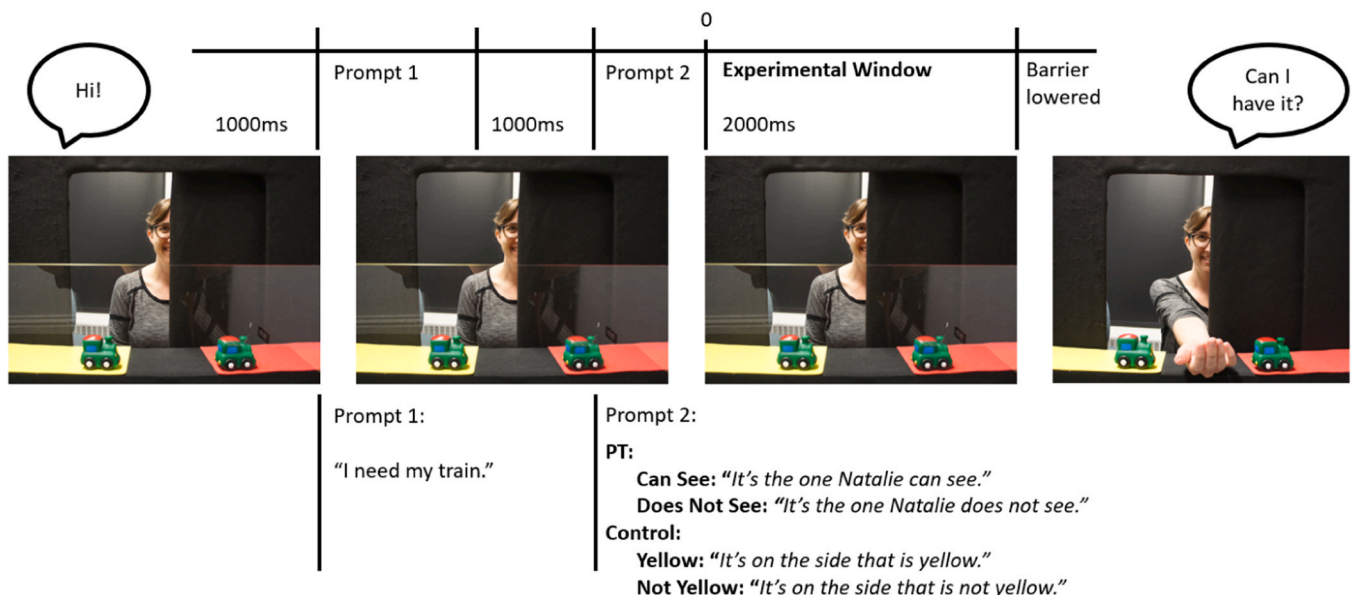 0
Hi!
Prompt 1
Prompt 2
Experimental Window
Barrier
lowered
Can I
have it?
1000ms
1000ms
2000ms
Prompt 1:
“I need my train.”
Prompt 2:
PT:
Can See: “It’s the one Natalie can see.”
Does Not See: “It’s the one Natalie does not see.”
Control:
Yellow: “It’s on the side that is yellow.”
Not Yellow: “It’s on the side that is not yellow.”